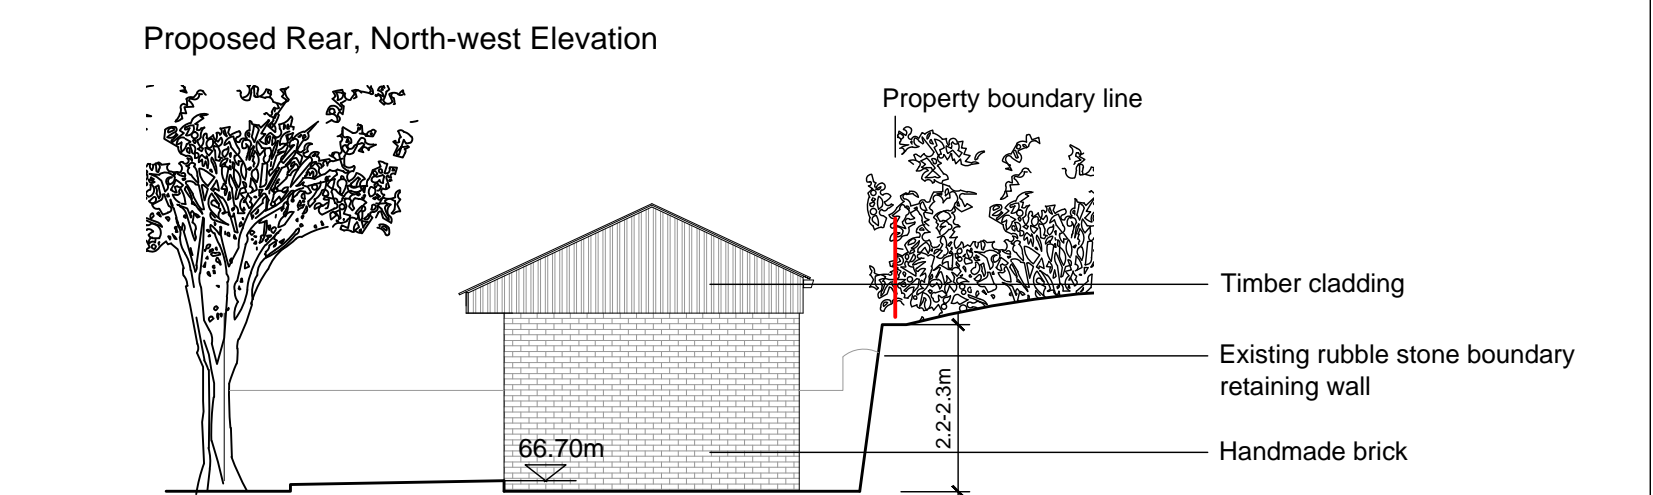 Proposed Rear, North-west Elevation
Property boundary line
Timber cladding
Existing rubble stone boundary
retaining wall
2.2-2.3m
66.70m
Handmade brick